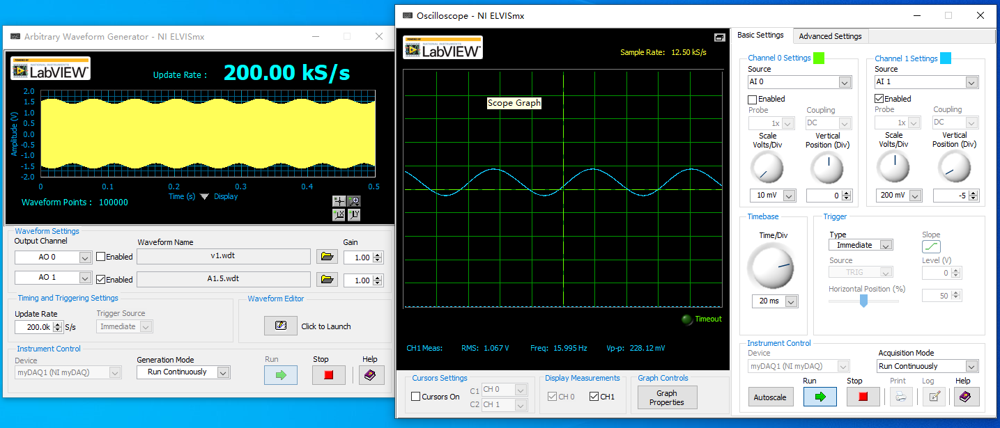 Arbitrary Waveform Generator - NI ELVISmx
POWERED BY
NATIONAL INSTRUMENTS
LabVIEW™
Update Rate : 200.00 kS/s
Amplitude (V)
2.0
1.5
1.0
0.5
0.0
-0.5
-1.0
-1.5
-2.0
0 0.1 0.2 0.3 0.4 0.5
Time (s) Display
Waveform Points : 100000
Waveform Settings
Output Channel Waveform Name Gain
AO 0 Enabled v1.wdt 1.00
AO 1 Enabled A1.5.wdt 1.00
Timing and Triggering Settings
Update Rate Trigger Source
200.0k S/s Immediate
Waveform Editor
Click to Launch
Instrument Control
Device Generation Mode Run Stop Help
myDAQ1 (NI myDAQ) Run Continuously
Oscilloscope - NI ELVISmx
POWERED BY
NATIONAL INSTRUMENTS
LabVIEW™
Sample Rate: 12.50 kS/s
Scope Graph
Timeout
CH1 Meas: RMS: 1.067 V Freq: 15.995 Hz Vp-p: 228.12 mV
Cursors Settings
Cursors On
C1 CH 0
C2 CH 1
Display Measurements
CH 0 CH1
Graph Controls
Graph
Properties
Basic Settings Advanced Settings
Channel 0 Settings
Source
AI 0
Enabled
Probe Coupling
1x DC
Scale Vertical
Volts/Div Position (Div)
10 mV 0
Channel 1 Settings
Source
AI 1
Enabled
Probe Coupling
1x DC
Scale Vertical
Volts/Div Position (Div)
200 mV -5
Timebase
Time/Div
20 ms
Trigger
Type Slope
Immediate
Source Level (V)
TRIG 0
Horizontal Position (%)
50
Instrument Control
Device Acquisition Mode
myDAQ1 (NI myDAQ) Run Continuously
Run Stop Print Log Help
Autoscale